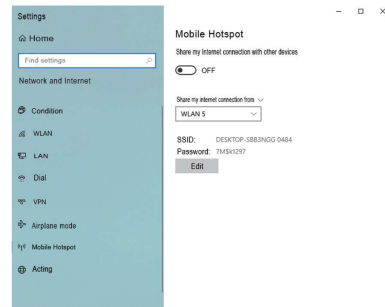 Settings
Home
Find settings
Network and Internet
Condition
WLAN
LAN
Dial
VPN
Airplane mode
Mobile Hotspot
Acting
Mobile Hotspot
Share my Internet connection with other devices
OFF
Share my internet connection from
WLAN 5
SSID: DESKTOP-SBB3NGG 0484
Password: 7M$k1297
Edit